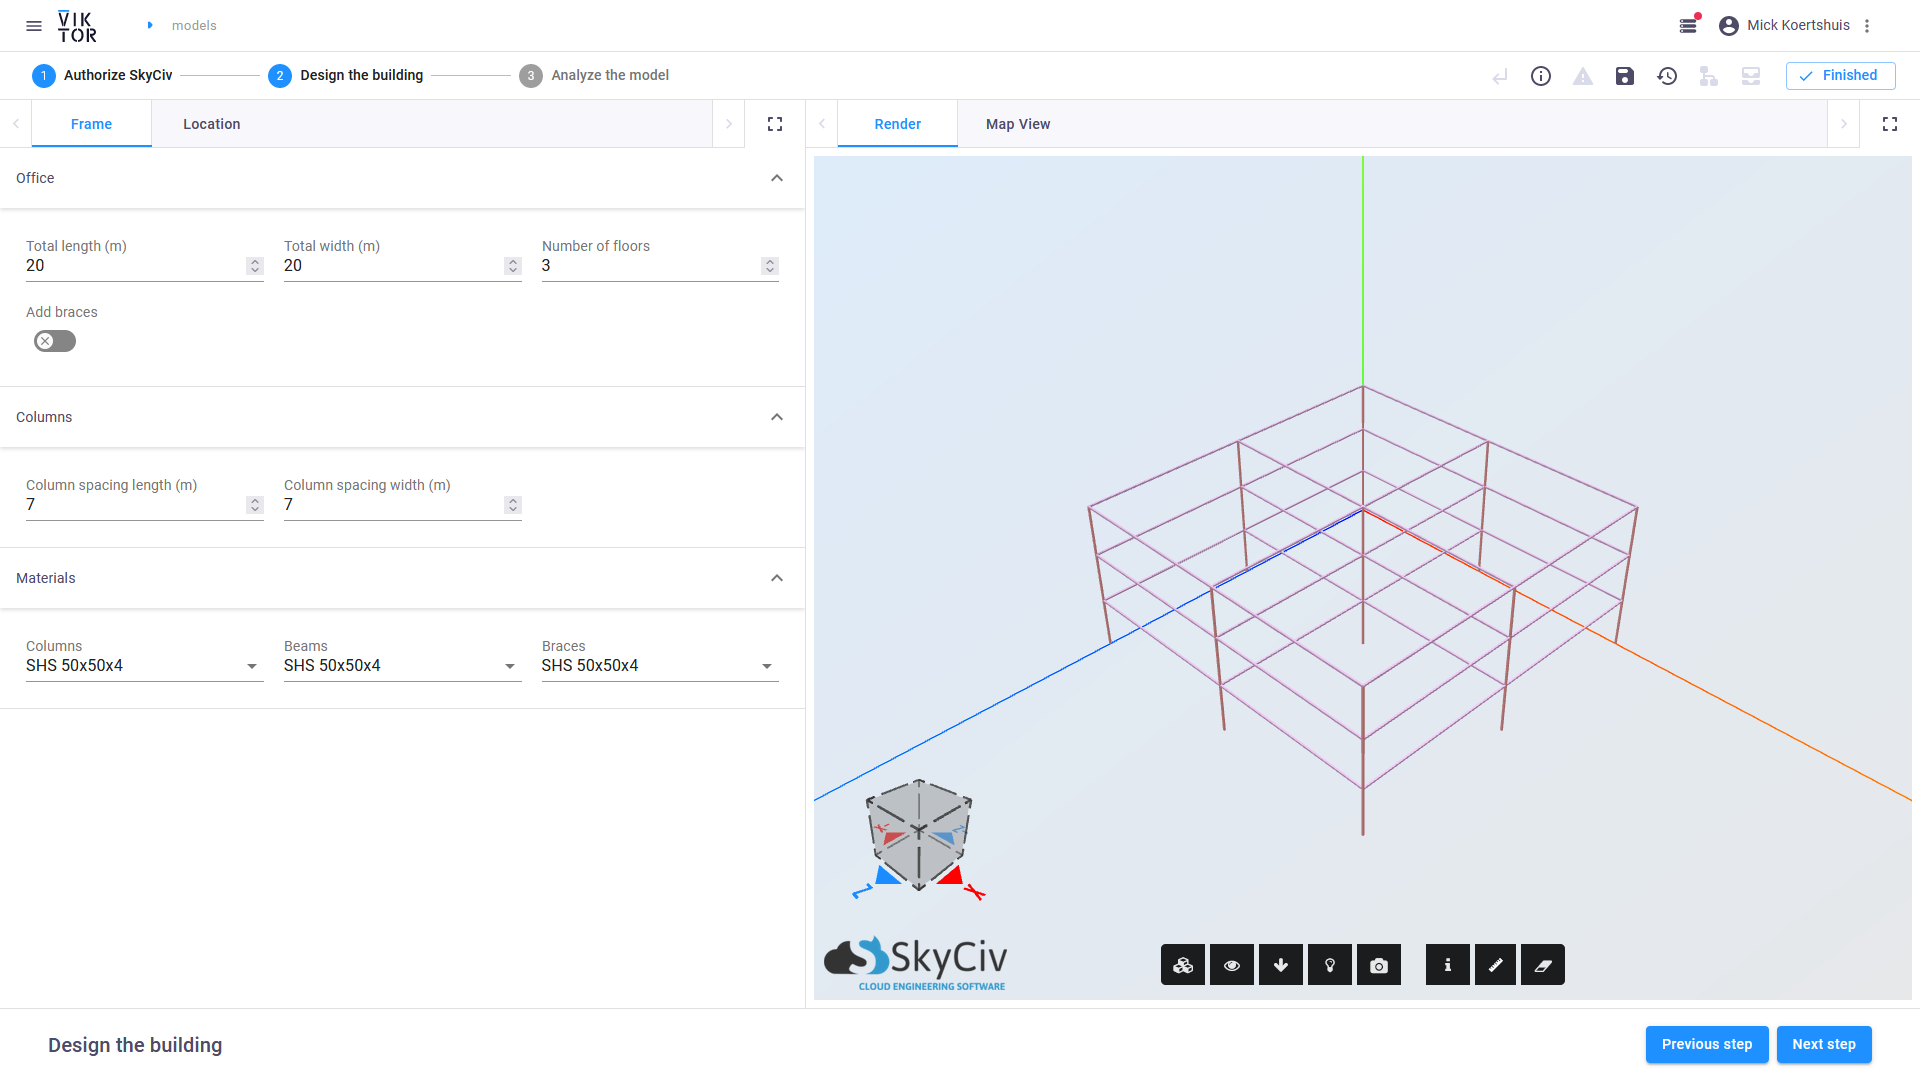 VIKTOR
models
Mick Koertshuis
1 Authorize SkyCiv
2 Design the building
3 Analyze the model
Finished
Frame
Location
Render
Map View
Office
Total length (m)
20
Total width (m)
20
Number of floors
3
Add braces
Columns
Column spacing length (m)
7
Column spacing width (m)
7
Materials
Columns
SHS 50x50x4
Beams
SHS 50x50x4
Braces
SHS 50x50x4
X
Z
Z
X
SkyCiv
CLOUD ENGINEERING SOFTWARE
Design the building
Previous step
Next step